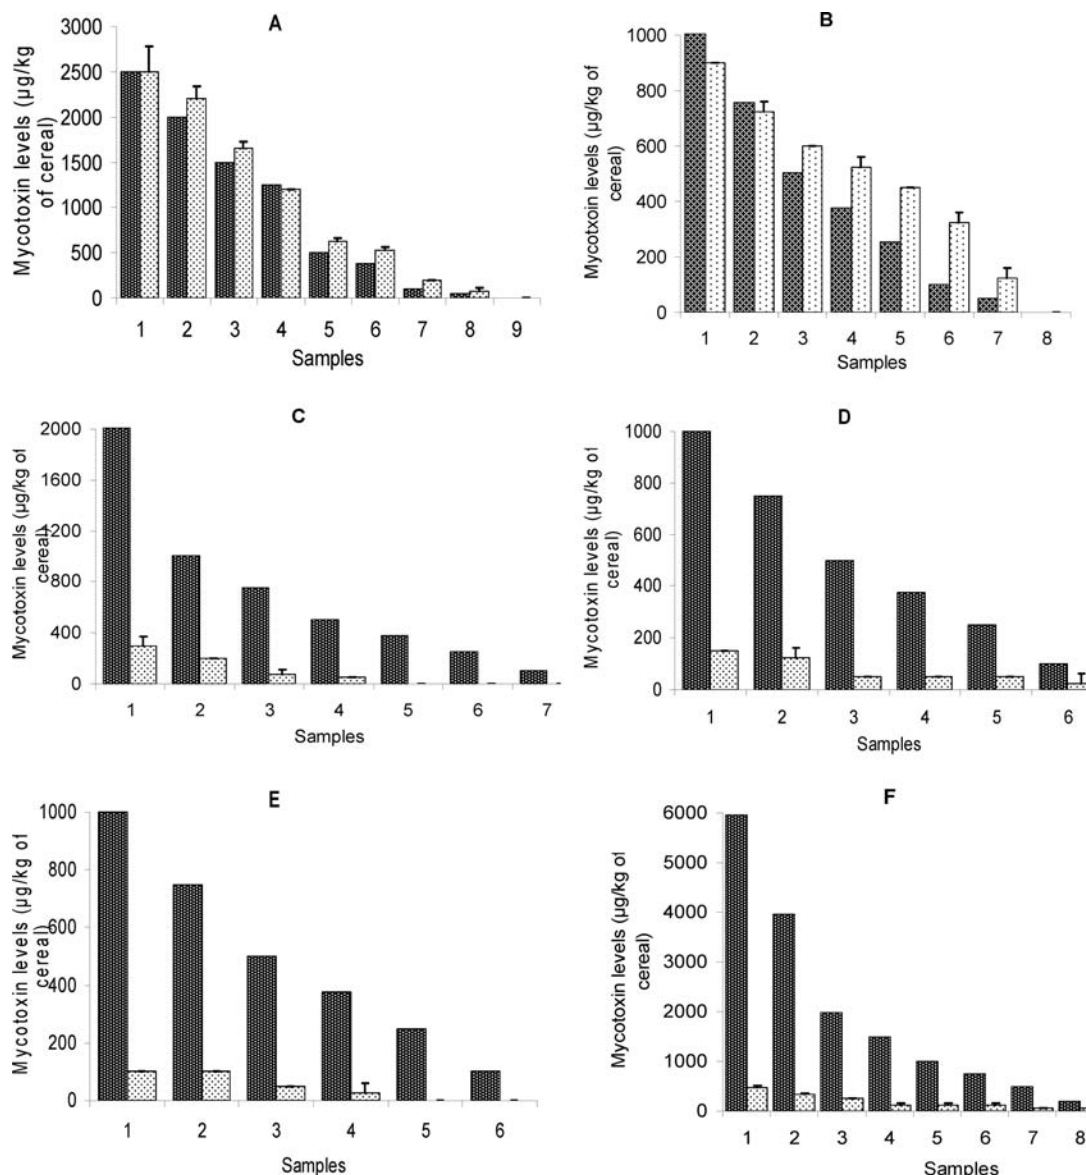 A
Mycotoxin levels (µg/kg
of cereal)
3000
2500
2000
1500
1000
500
0
1 2 3 4 5 6 7 8 9
Samples
B
Mycotxoin levels (µg/kg of
cereal)
1000
800
600
400
200
0
1 2 3 4 5 6 7 8
Samples
C
Mycotoxin levels (µg/kg of
cereal)
2000
1600
1200
800
400
0
1 2 3 4 5 6 7
Samples
D
Mycotoxin levels (µg/kg of
cereal)
1000
800
600
400
200
0
1 2 3 4 5 6
Samples
E
Mycotoxin levels (µg/kg of
cereal)
1000
800
600
400
200
0
1 2 3 4 5 6
Samples
F
Mycotoxin levels (µg/kg of
cereal)
6000
5000
4000
3000
2000
1000
0
1 2 3 4 5 6 7 8
Samples